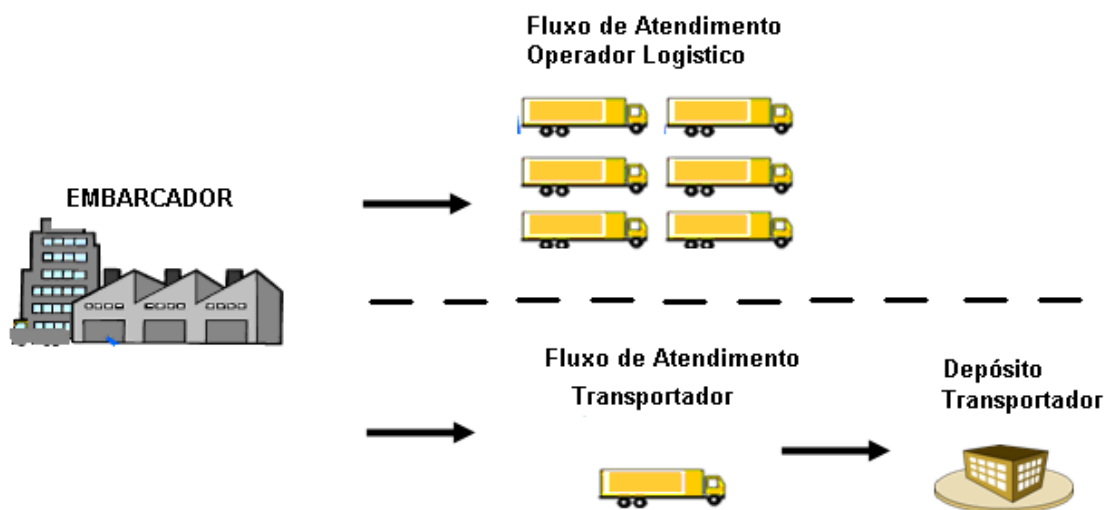 Fluxo de Atendimento
Operador Logistico
EMBARCADOR
Fluxo de Atendimento
Transportador
Depósito
Transportador